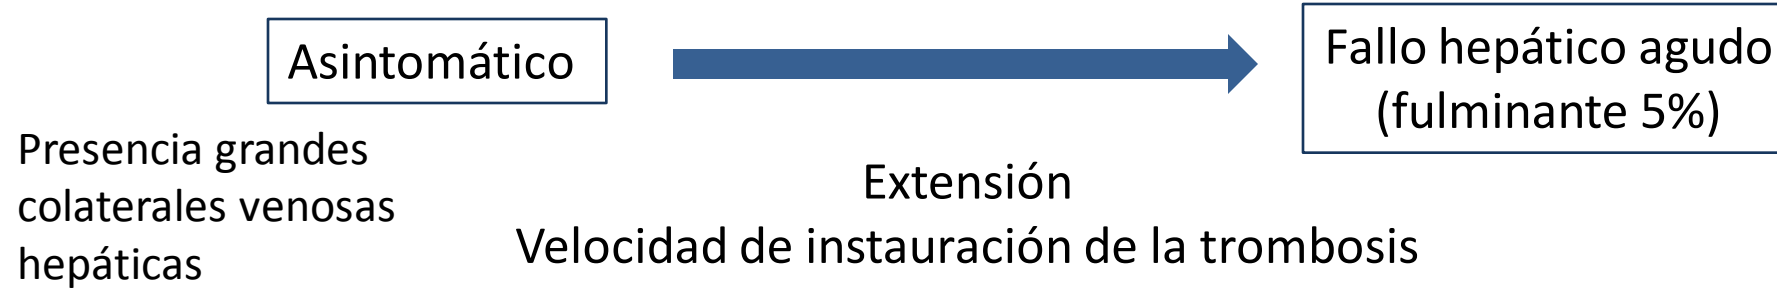 Asintomático
Fallo hepático agudo
(fulminante 5%)
Presencia grandes
colaterales venosas
hepáticas
Extensión
Velocidad de instauración de la trombosis